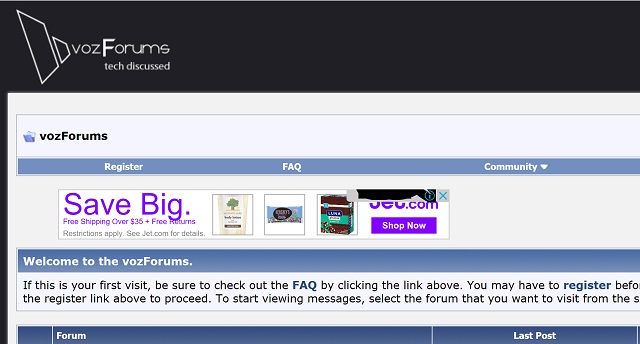 vozForums
tech discussed
vozForums
Register FAQ Community
Save Big.
Free Shipping Over $35 + Free Returns
Restrictions apply. See Jet.com for details.
LUNA
Jet.com
Shop Now
Welcome to the vozForums.
If this is your first visit, be sure to check out the FAQ by clicking the link above. You may have to register befor
the register link above to proceed. To start viewing messages, select the forum that you want to visit from the s
Forum Last Post